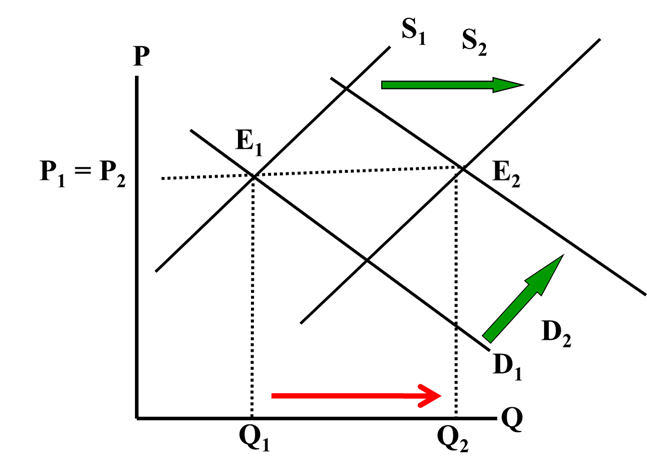 S₁
S₂
P
E₁
P₁ = P₂
E₂
D₂
D₁
Q
Q₁
Q₂